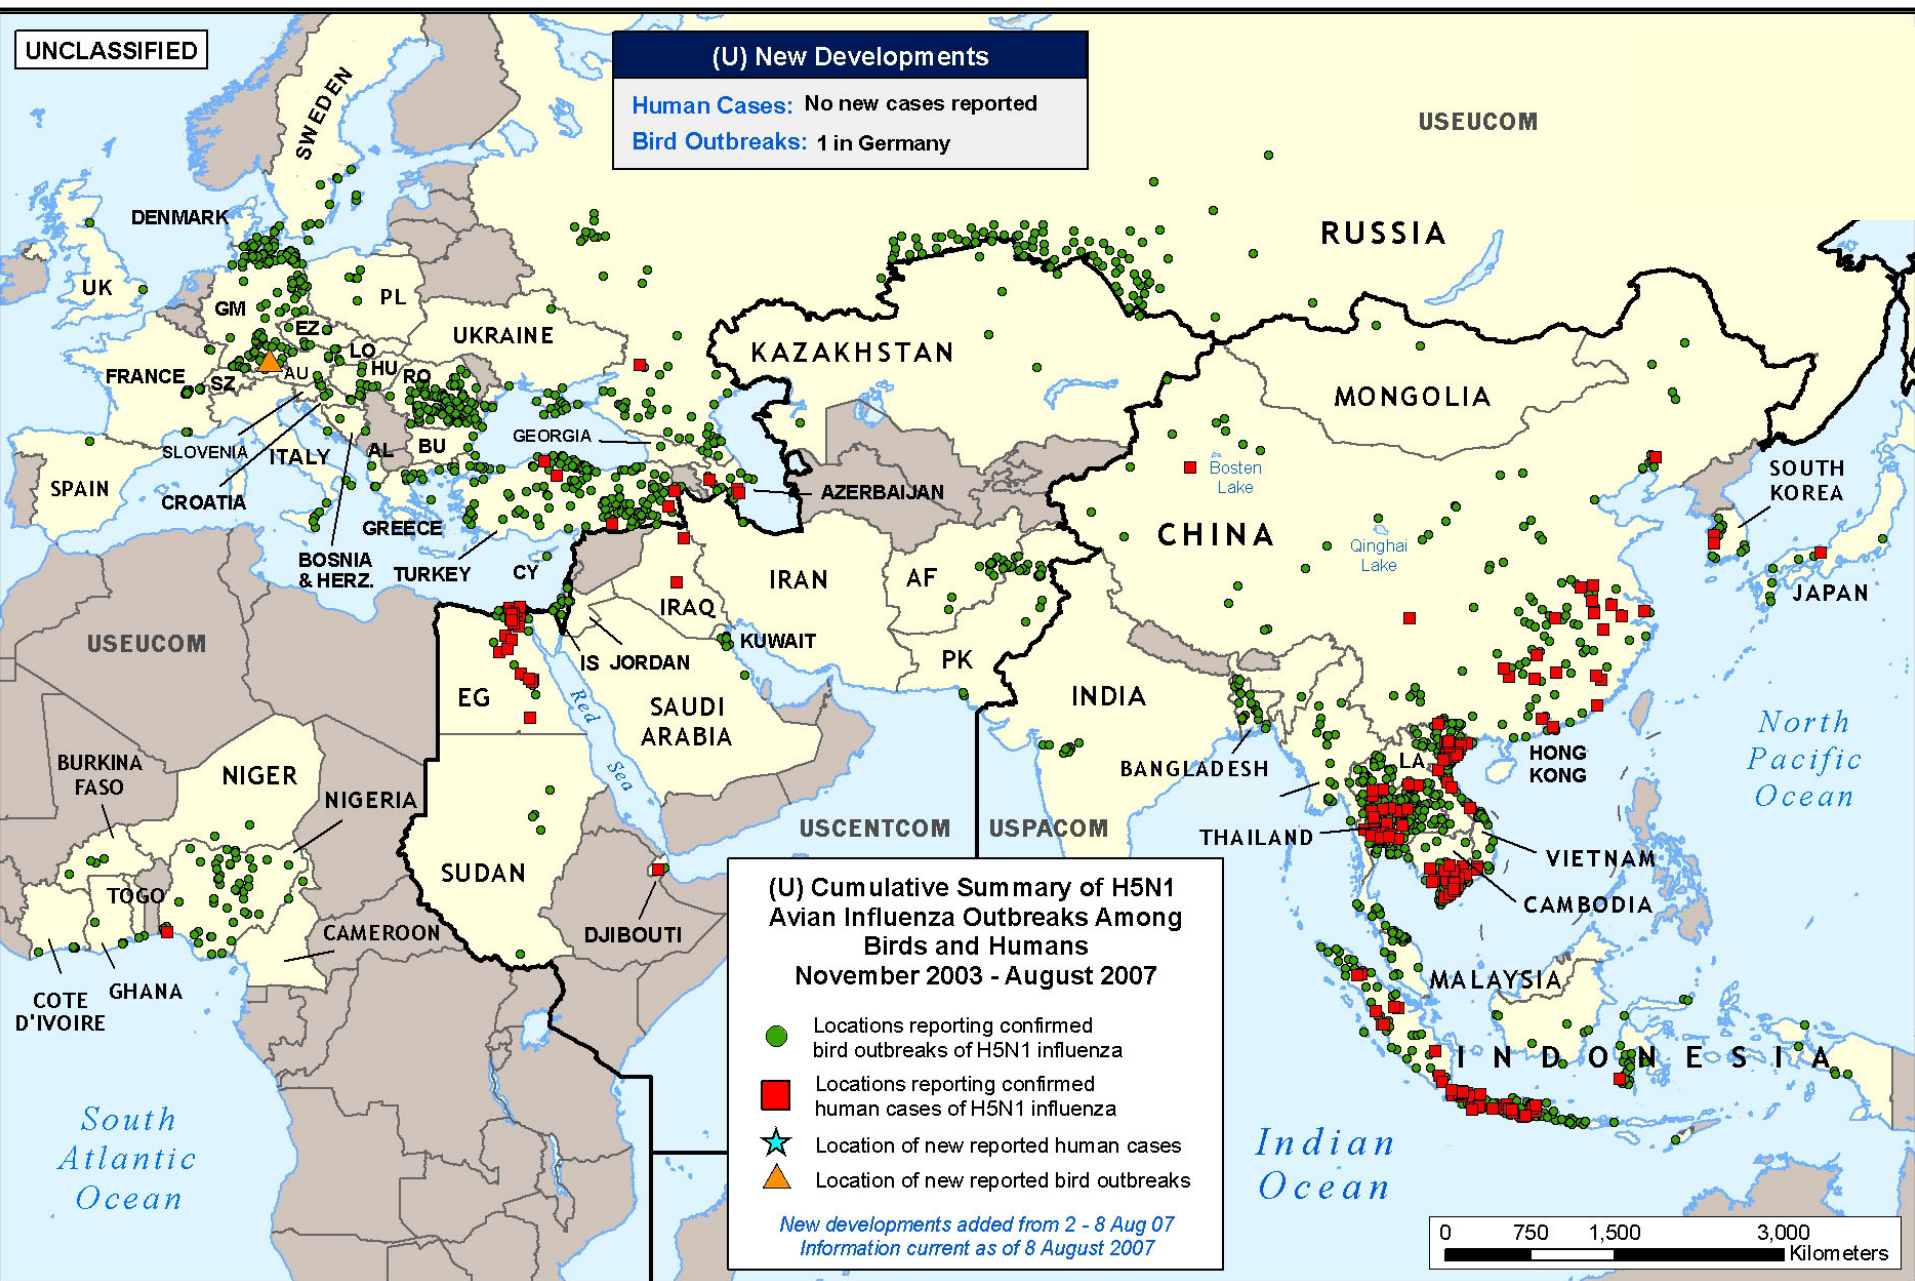 UNCLASSIFIED
(U) New Developments
Human Cases: No new cases reported
Bird Outbreaks: 1 in Germany
USEUCOM
SWEDEN
DENMARK
RUSSIA
UK
PL
GM
UKRAINE
EZ
LO
KAZAKHSTAN
FRANCE
SZ
AU
HU
RO
MONGOLIA
GEORGIA
SLOVENIA
ITALY
AL
BU
SPAIN
CROATIA
AZERBAIJAN
Bosten
Lake
SOUTH
KOREA
GREECE
CHINA
Qinghai
Lake
BOSNIA
& HERZ.
TURKEY
CY
IRAN
AF
JAPAN
IRAQ
USEUCOM
KUWAIT
IS
JORDAN
PK
EG
Red
Sea
SAUDI
ARABIA
INDIA
North
Pacific
Ocean
BURKINA
FASO
NIGER
NIGERIA
BANGLADESH
LA
HONG
KONG
USCENTCOM
USPACOM
THAILAND
VIETNAM
SUDAN
TOGO
CAMBODIA
CAMEROON
DJIBOUTI
COTE
D'IVOIRE
GHANA
MALAYSIA
INDONESIA
(U) Cumulative Summary of H5N1
Avian Influenza Outbreaks Among
Birds and Humans
November 2003 - August 2007
Locations reporting confirmed
bird outbreaks of H5N1 influenza
Locations reporting confirmed
human cases of H5N1 influenza
Location of new reported human cases
Location of new reported bird outbreaks
New developments added from 2 - 8 Aug 07
Information current as of 8 August 2007
South
Atlantic
Ocean
Indian
Ocean
0 750 1,500 3,000
Kilometers